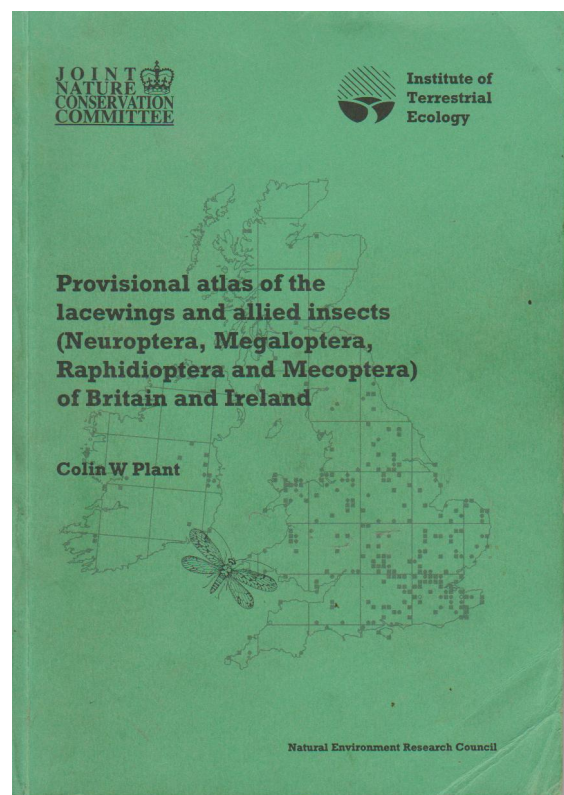 JOINT
NATURE
CONSERVATION
COMMITTEE
Institute of
Terrestrial
Ecology
Provisional atlas of the
lacewings and allied insects
(Neuroptera, Megaloptera,
Raphidioptera and Mecoptera)
of Britain and Ireland
Colin W Plant
Natural Environment Research Council